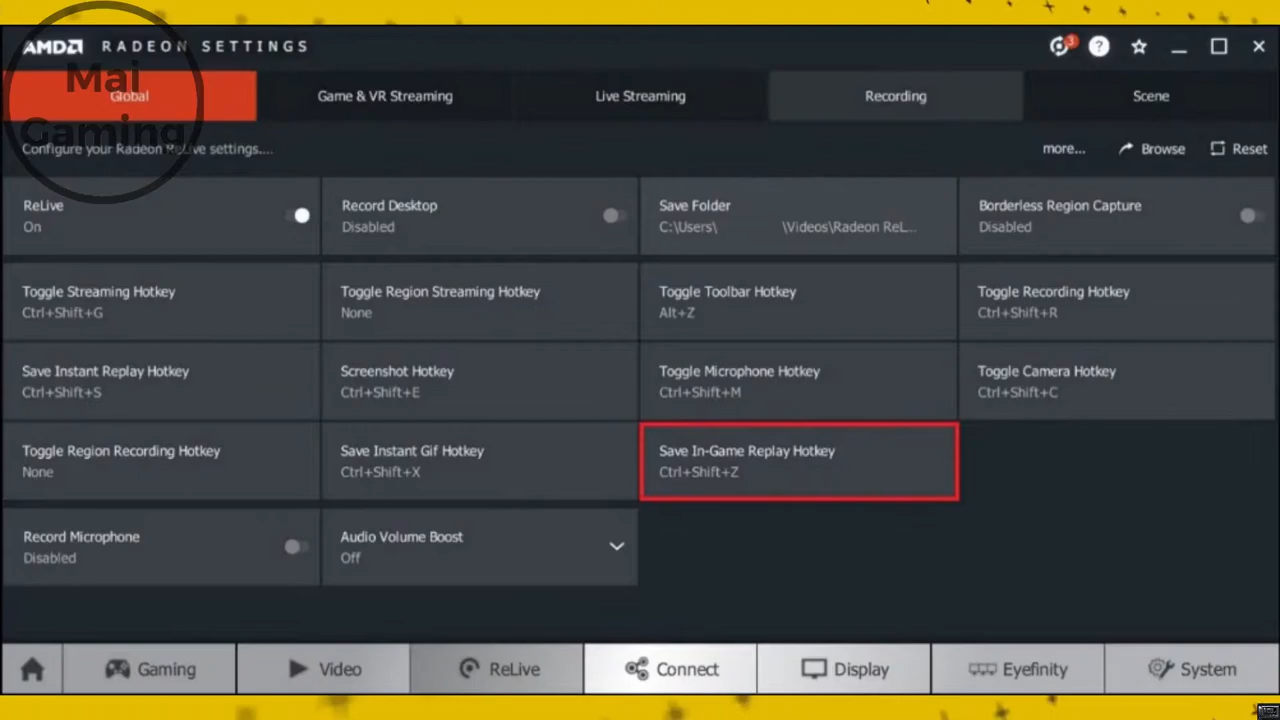 AMD RADEON SETTINGS
3
?
Mai
Gaming
Global
Game & VR Streaming
Live Streaming
Recording
Scene
Configure your Radeon ReLive settings....
more...
Browse
Reset
ReLive
On
Record Desktop
Disabled
Save Folder
C:\Users\ \Videos\Radeon ReL...
Borderless Region Capture
Disabled
Toggle Streaming Hotkey
Ctrl+Shift+G
Toggle Region Streaming Hotkey
None
Toggle Toolbar Hotkey
Alt+Z
Toggle Recording Hotkey
Ctrl+Shift+R
Save Instant Replay Hotkey
Ctrl+Shift+S
Screenshot Hotkey
Ctrl+Shift+E
Toggle Microphone Hotkey
Ctrl+Shift+M
Toggle Camera Hotkey
Ctrl+Shift+C
Toggle Region Recording Hotkey
None
Save Instant Gif Hotkey
Ctrl+Shift+X
Save In-Game Replay Hotkey
Ctrl+Shift+Z
Record Microphone
Disabled
Audio Volume Boost
Off
Gaming
Video
ReLive
Connect
Display
Eyefinity
System